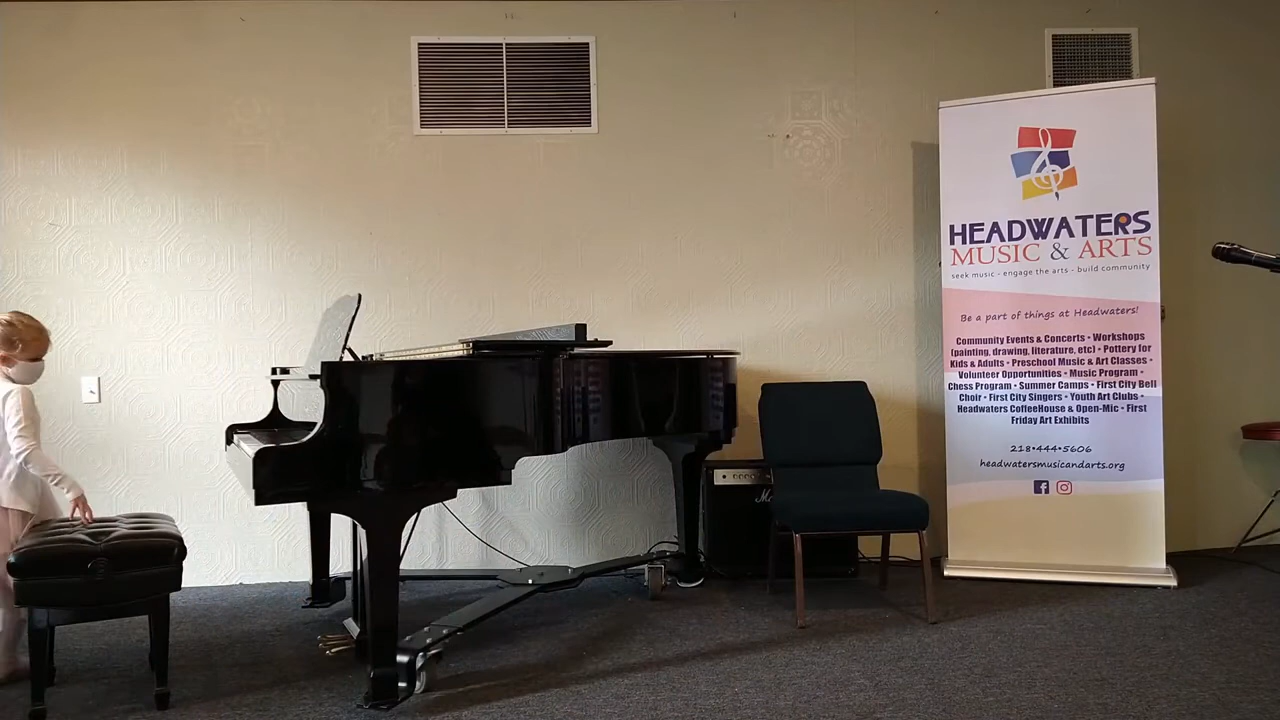 HEADWATERS
MUSIC & ARTS
seek music - engage the arts - build community
Be a part of things at Headwaters!
Community Events & Concerts • Workshops
(painting, drawing, literature, etc) • Pottery for
Kids & Adults • Preschool Music & Art Classes •
Volunteer Opportunities • Music Program •
Chess Program • Summer Camps • First City Bell
Choir • First City Singers • Youth Art Clubs •
Headwaters CoffeeHouse & Open-Mic • First
Friday Art Exhibits
218•444•5606
headwatersmusicandarts.org